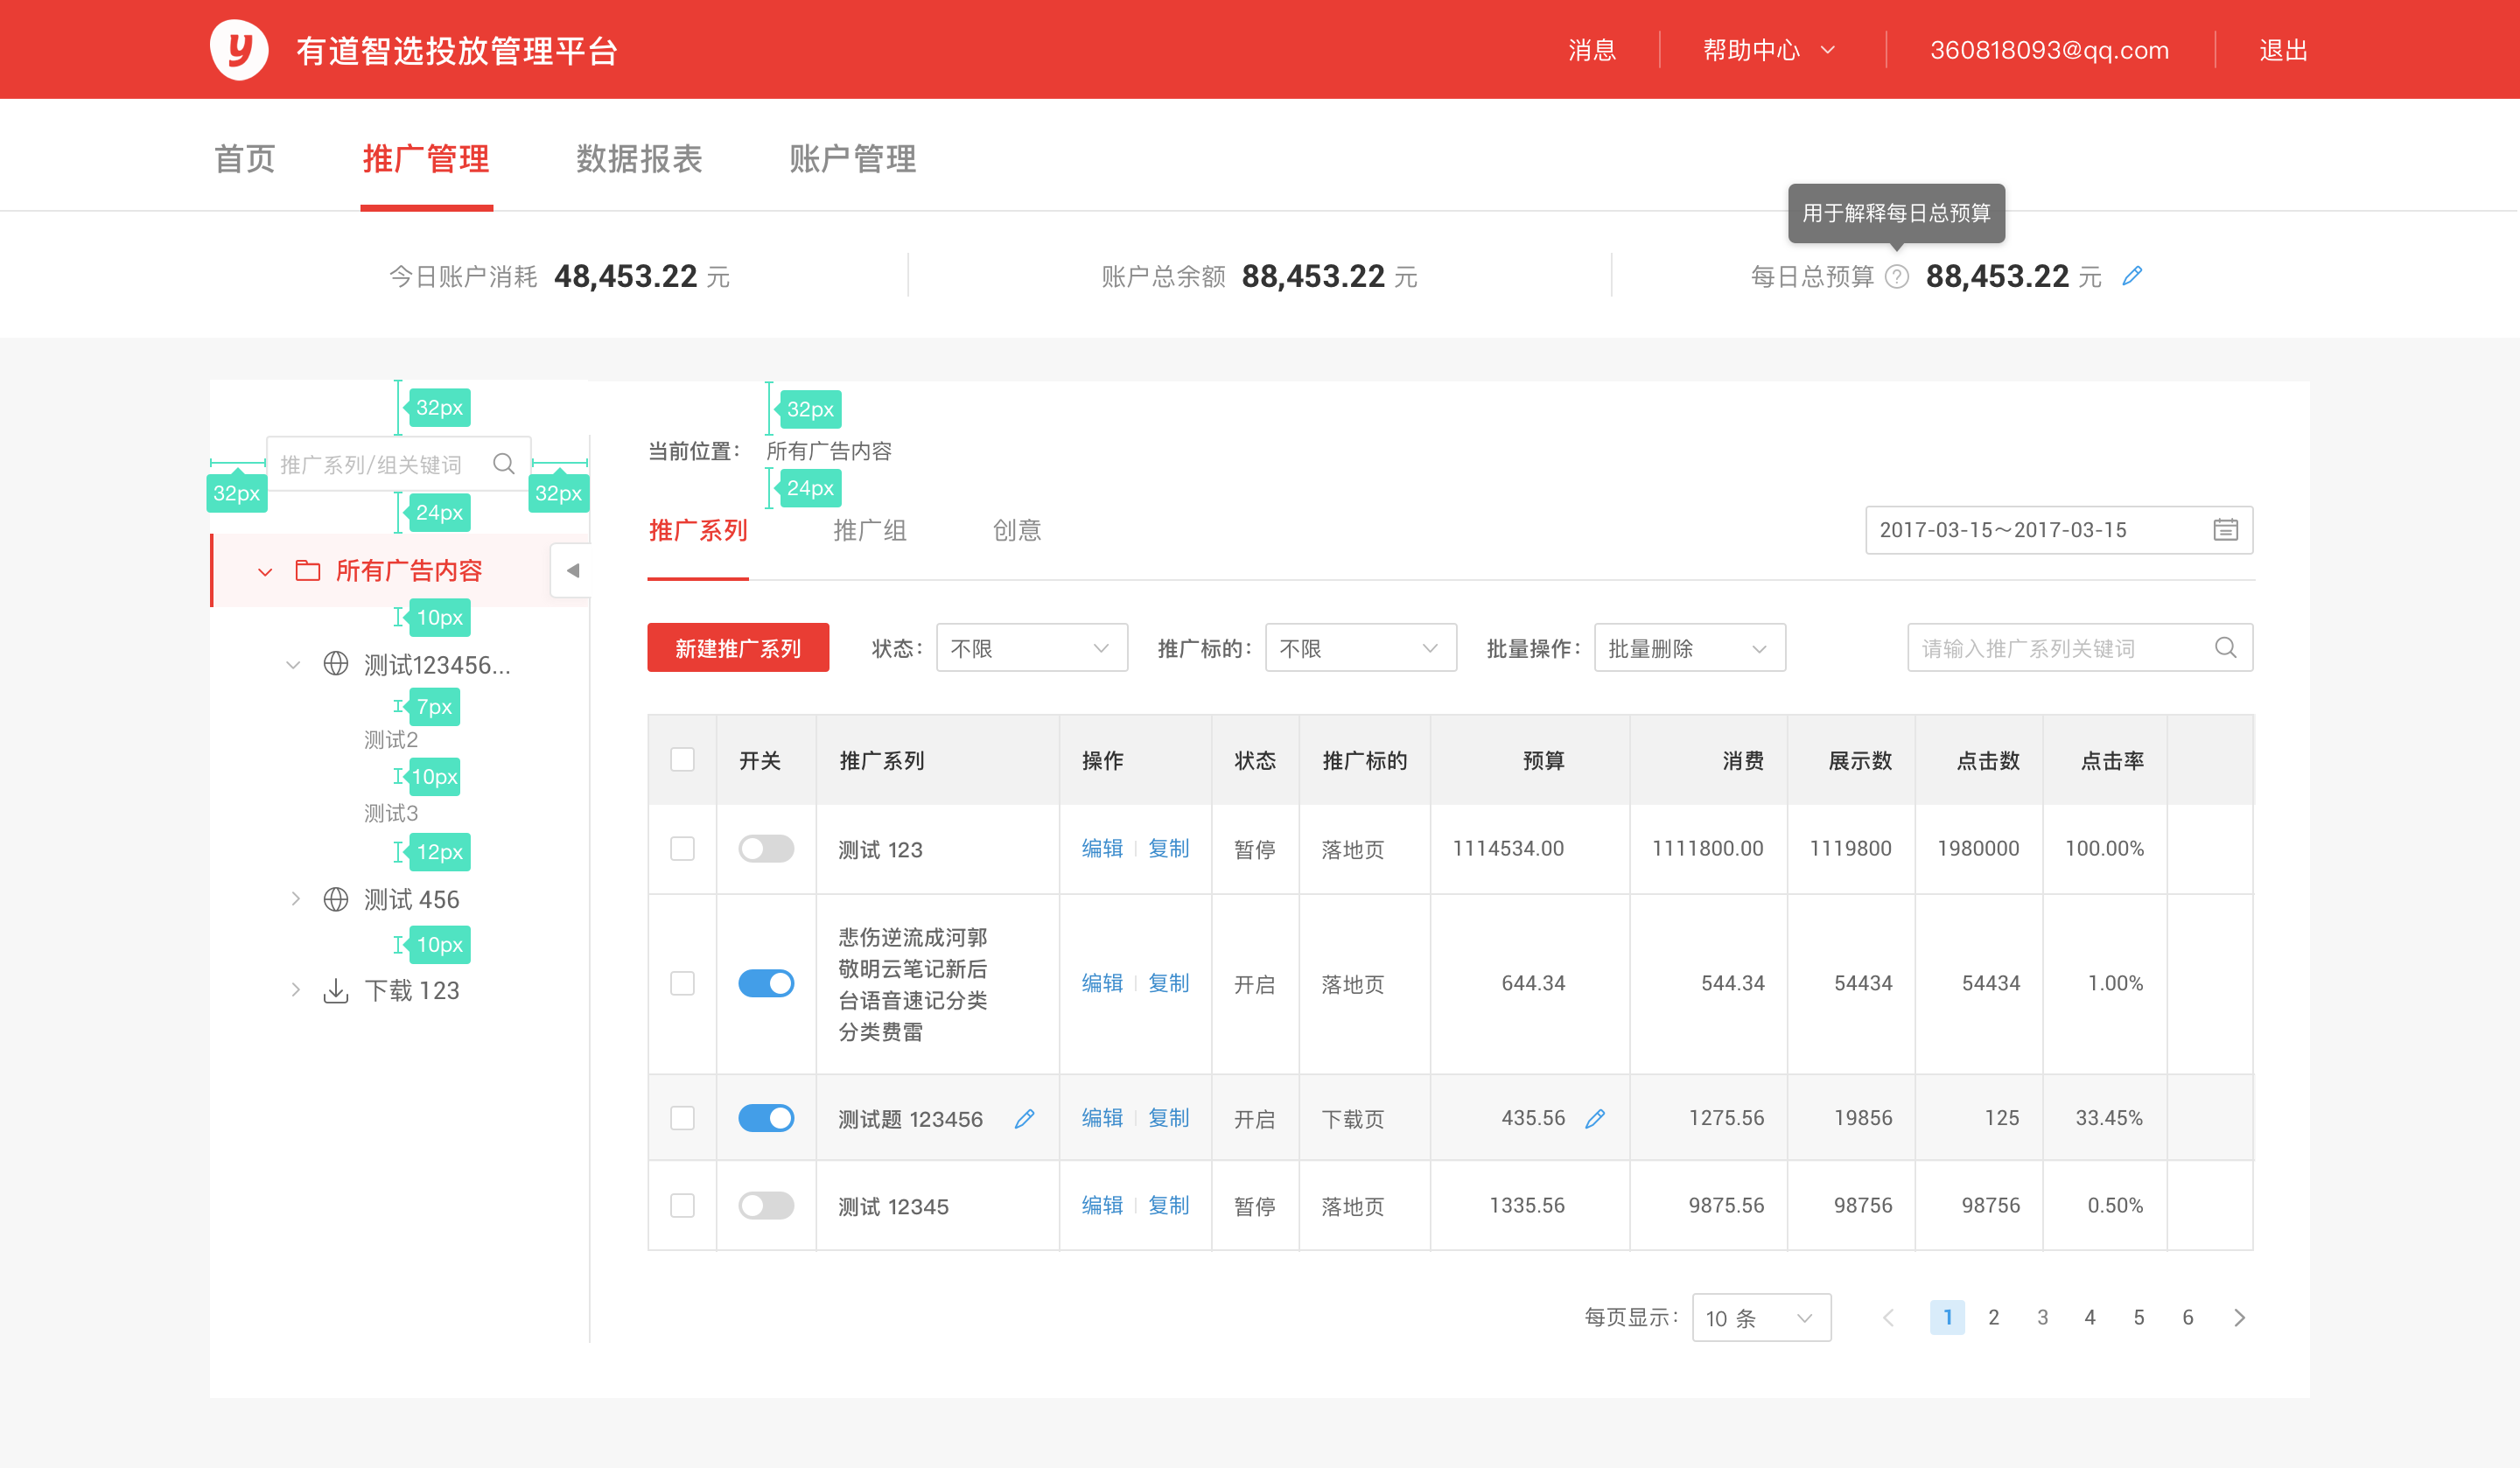 y 有道智选投放管理平台 消息 帮助中心 360818093@qq.com 退出
首页 推广管理 数据报表 账户管理
用于解释每日总预算
今日账户消耗 48,453.22 元 账户总余额 88,453.22 元 每日总预算 ? 88,453.22 元
32px
推广系列/组关键词
32px 32px
24px
所有广告内容
10px
测试123456...
7px
测试2
10px
测试3
12px
测试 456
10px
下载 123
32px
当前位置： 所有广告内容
24px
推广系列 推广组 创意 2017-03-15～2017-03-15
新建推广系列 状态： 不限 推广标的： 不限 批量操作： 批量删除 请输入推广系列关键词
开关 推广系列 操作 状态 推广标的 预算 消费 展示数 点击数 点击率
测试 123 编辑 复制 暂停 落地页 1114534.00 1111800.00 1119800 1980000 100.00%
悲伤逆流成河郭
敬明云笔记新后
台语音速记分类
分类费雷
编辑 复制 开启 落地页 644.34 544.34 54434 54434 1.00%
测试题 123456 编辑 复制 开启 下载页 435.56 1275.56 19856 125 33.45%
测试 12345 编辑 复制 暂停 落地页 1335.56 9875.56 98756 98756 0.50%
每页显示： 10 条 1 2 3 4 5 6